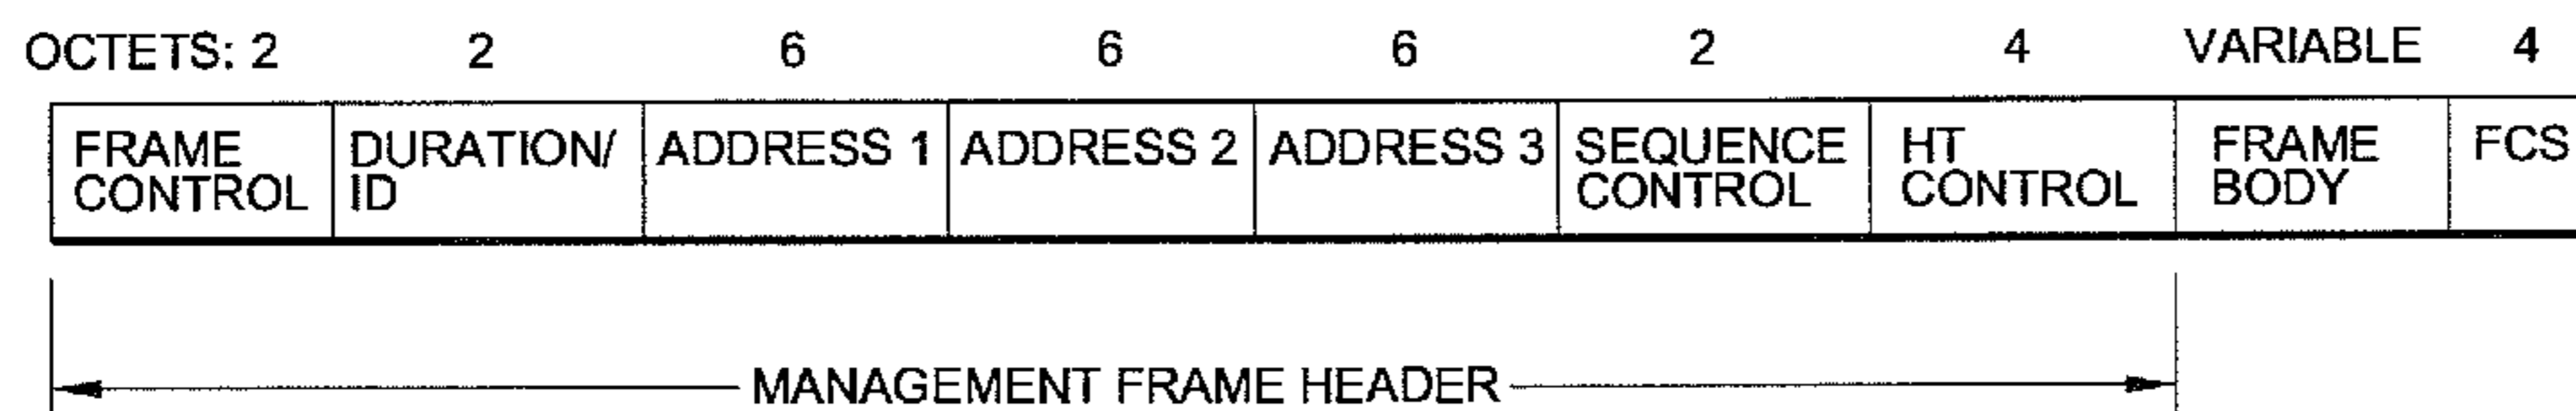 OCTETS: 2 2 6 6 6 2 4 VARIABLE 4
FRAME CONTROL
DURATION/ ID
ADDRESS 1
ADDRESS 2
ADDRESS 3
SEQUENCE CONTROL
HT CONTROL
FRAME BODY
FCS
MANAGEMENT FRAME HEADER